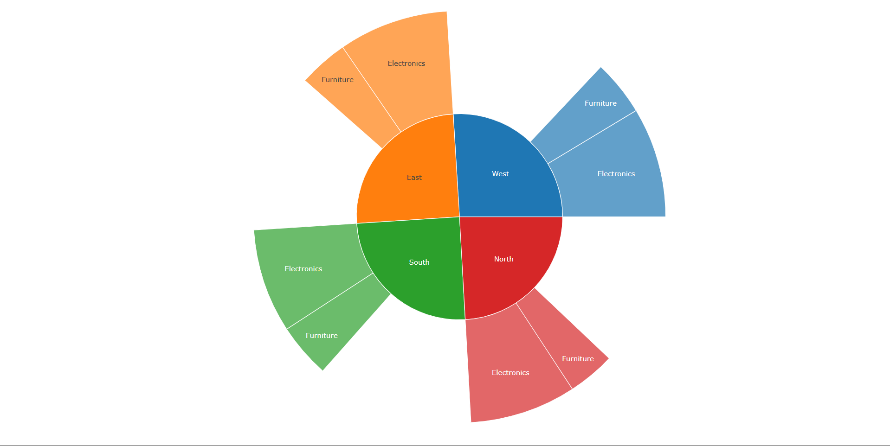 Electronics
Furniture
Furniture
Electronics
West
East
South
North
Electronics
Furniture
Furniture
Electronics